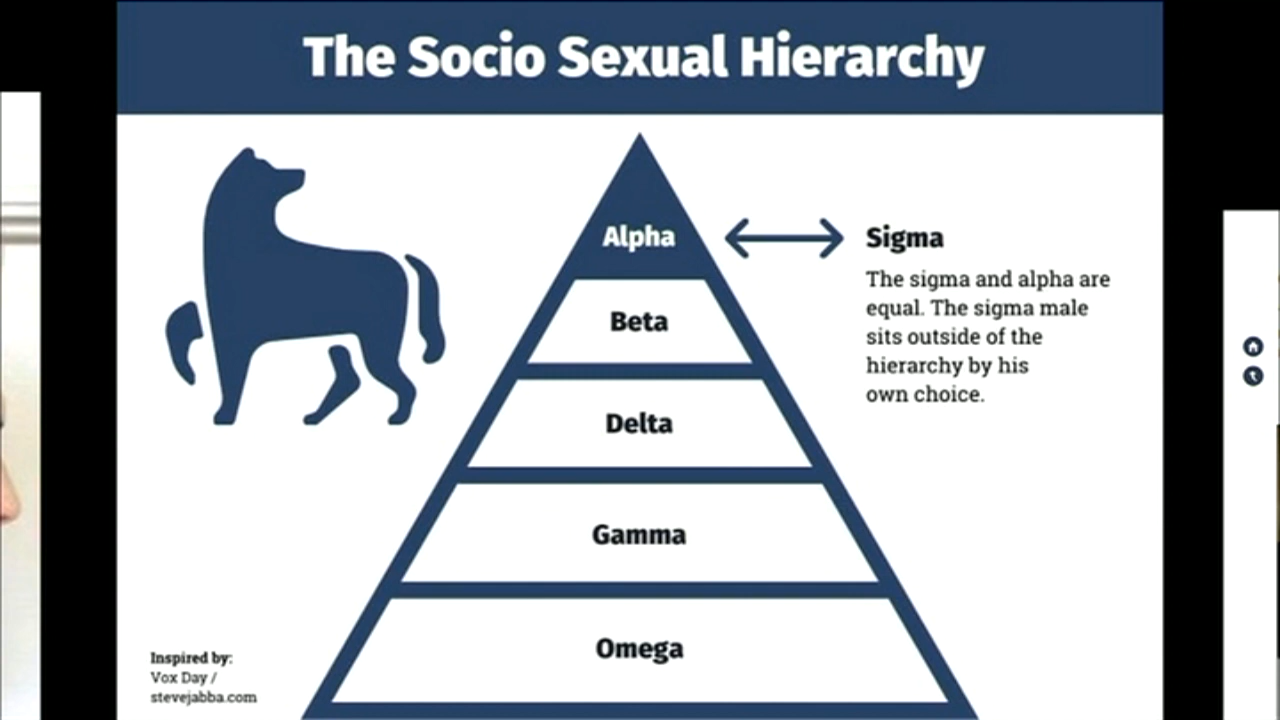 The Socio Sexual Hierarchy
Alpha
Sigma
The sigma and alpha are
equal. The sigma male
sits outside of the
hierarchy by his
own choice.
Beta
Delta
Gamma
Omega
Inspired by:
Vox Day /
stevejabba.com